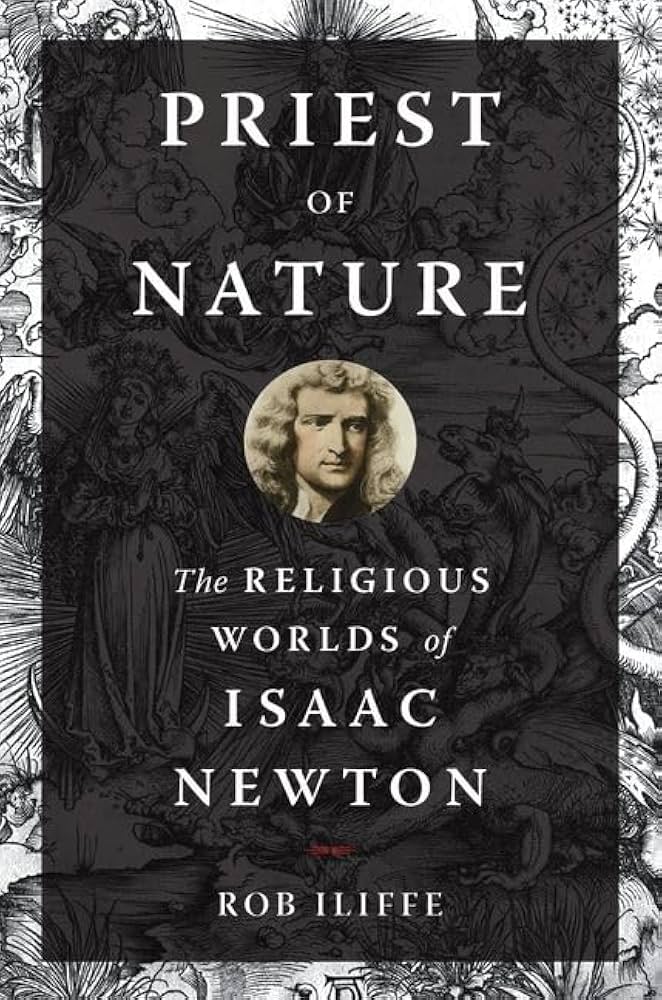 PRIEST
OF
NATURE
The RELIGIOUS
WORLDS of
ISAAC
NEWTON
ROB ILIFFE